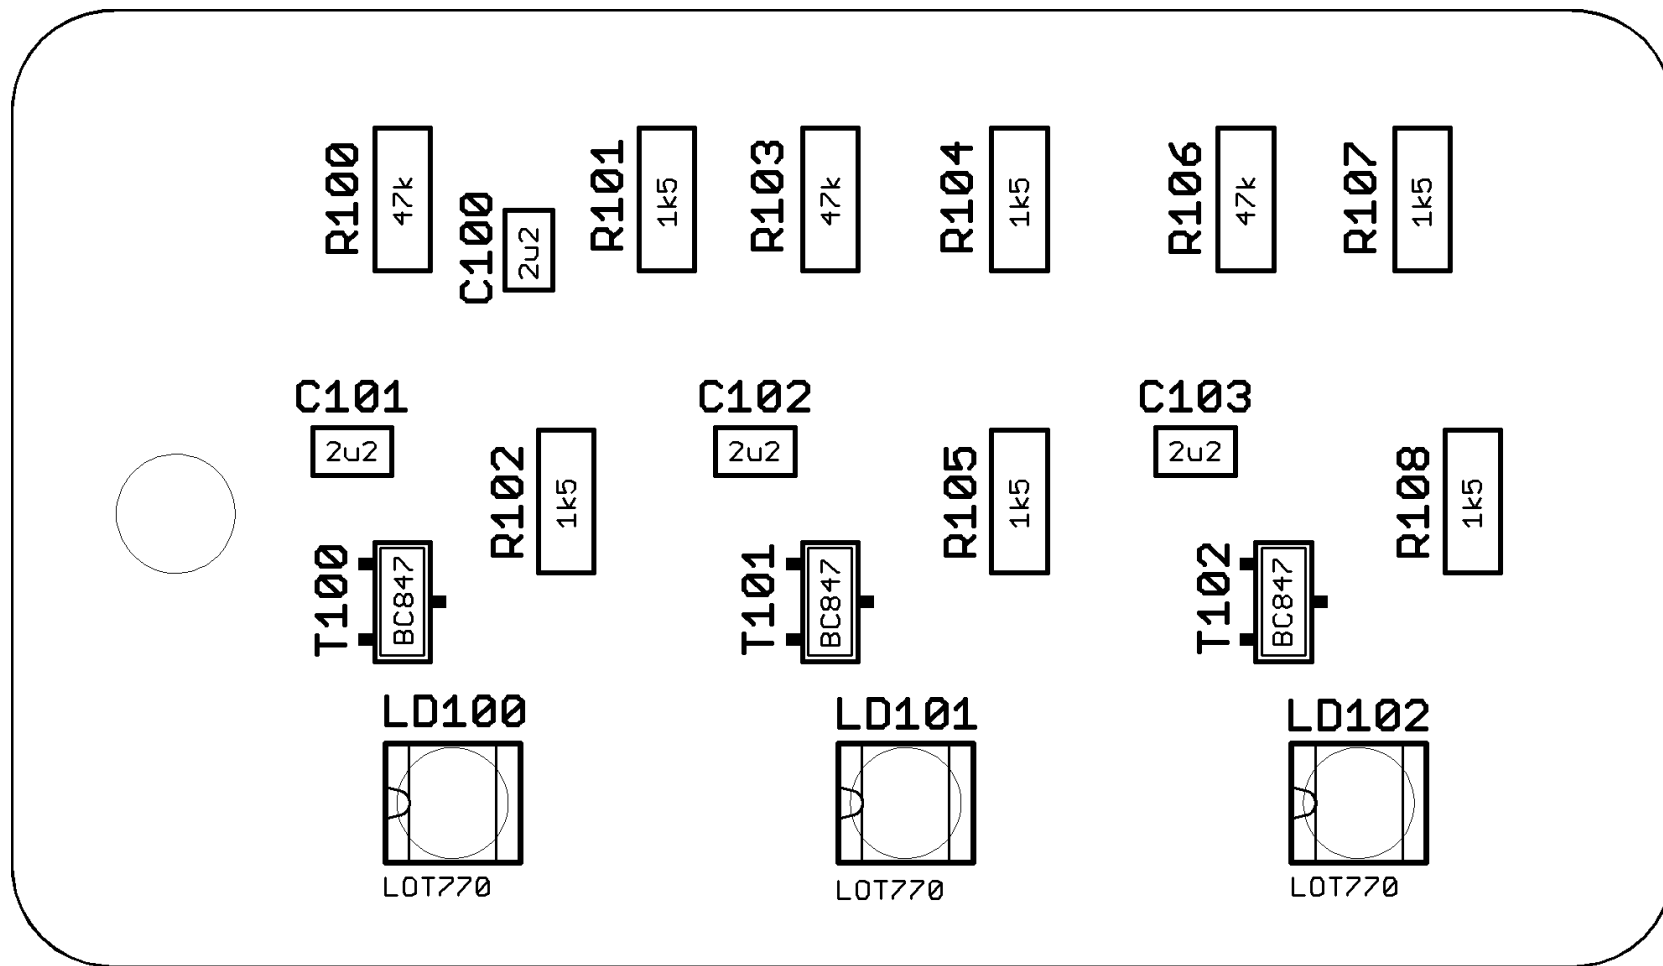 R100 47k
C100 2u2
R101 1k5
R103 47k
R104 1k5
R106 47k
R107 1k5
C101
2u2
R102 1k5
C102
2u2
R105 1k5
C103
2u2
R108 1k5
T100 BC847
T101 BC847
T102 BC847
LD100
LOT770
LD101
LOT770
LD102
LOT770